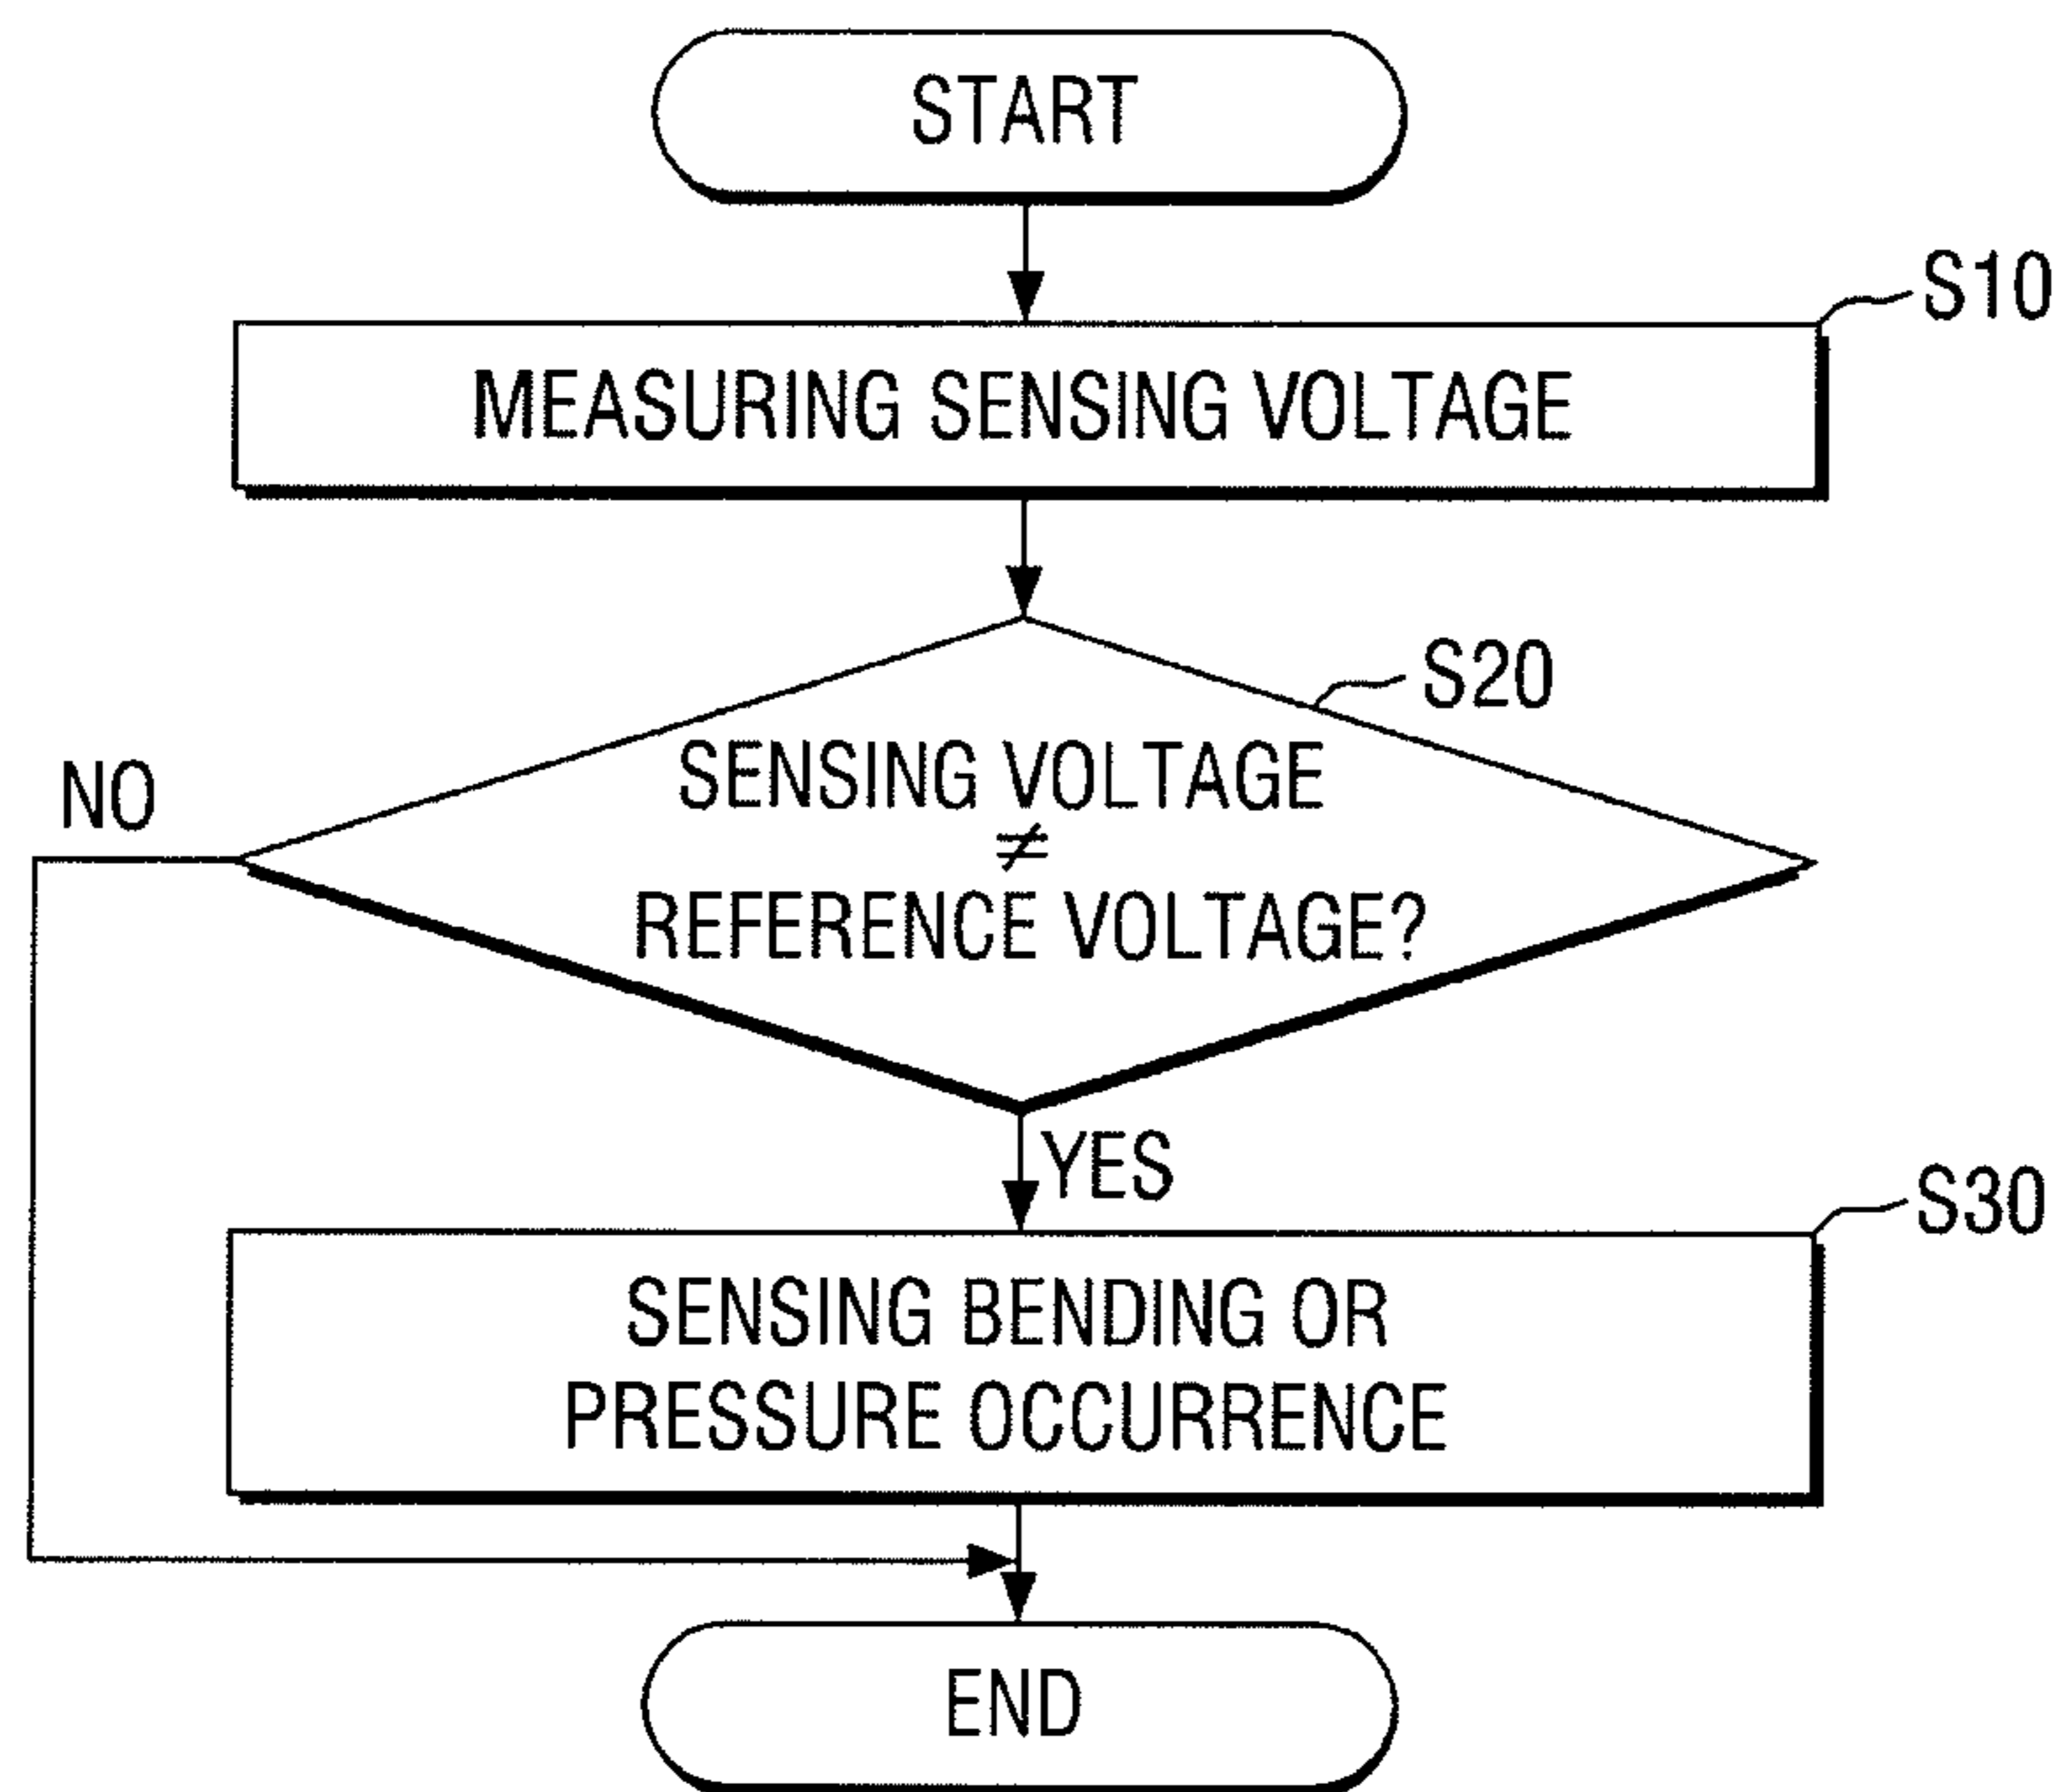 START
S10
MEASURING SENSING VOLTAGE
S20
SENSING VOLTAGE
≠
REFERENCE VOLTAGE?
NO
YES
S30
SENSING BENDING OR
PRESSURE OCCURRENCE
END